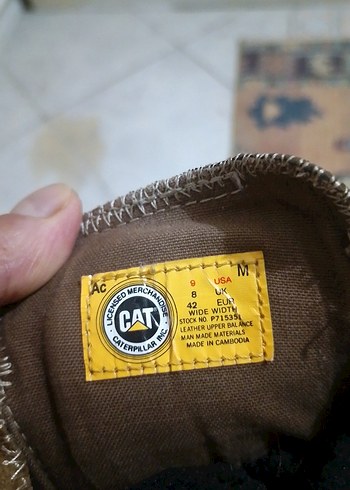 Ac
M
LICENSED MERCHANDISE
CAT
CATERPILLAR INC
9 USA
8 UK
42 EUR
WIDE WIDTH
STOCK NO. P715351
LEATHER UPPER BALANCE
MAN MADE MATERIALS
MADE IN CAMBODIA